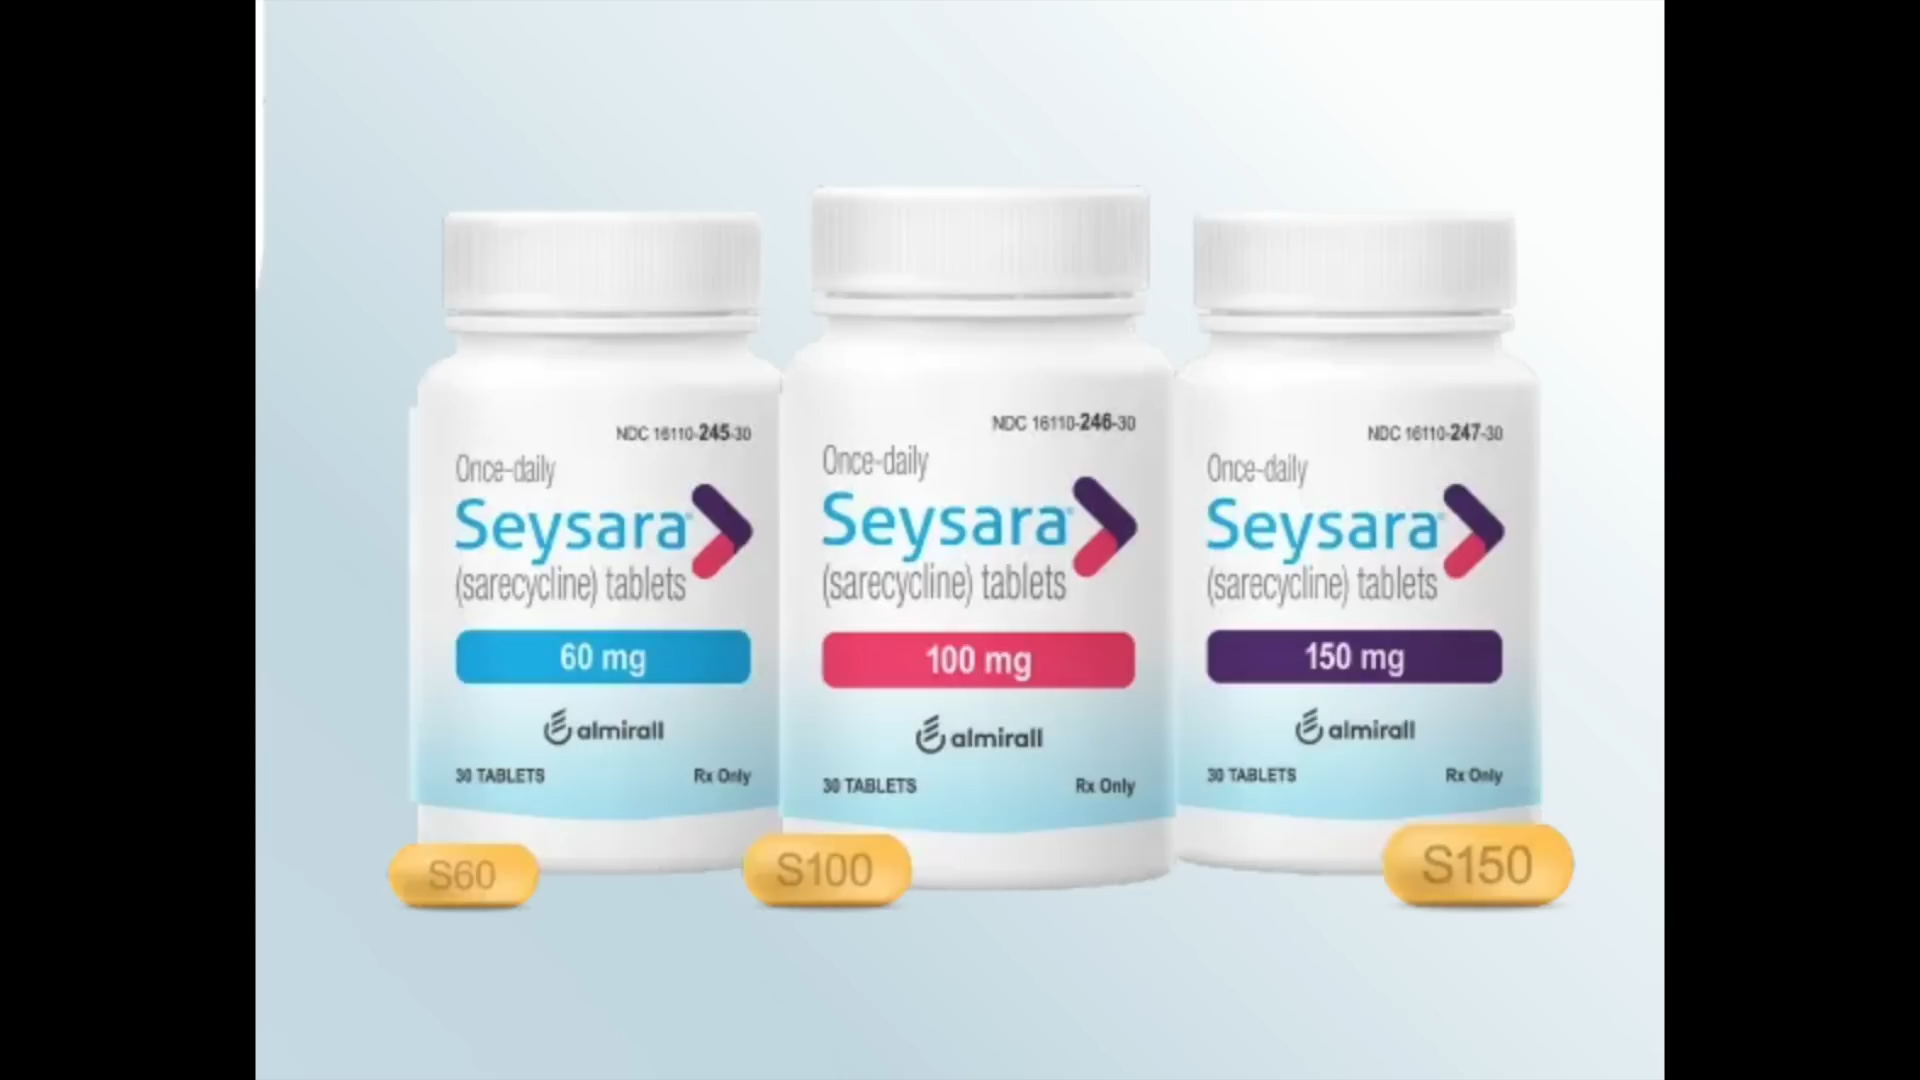 NDC 16110-245-30
Once-daily
Seysara®
(sarecycline) tablets
60 mg
almirall
30 TABLETS Rx Only
S60
NDC 16110-246-30
Once-daily
Seysara®
(sarecycline) tablets
100 mg
almirall
30 TABLETS Rx Only
S100
NDC 16110-247-30
Once-daily
Seysara®
(sarecycline) tablets
150 mg
almirall
30 TABLETS Rx Only
S150